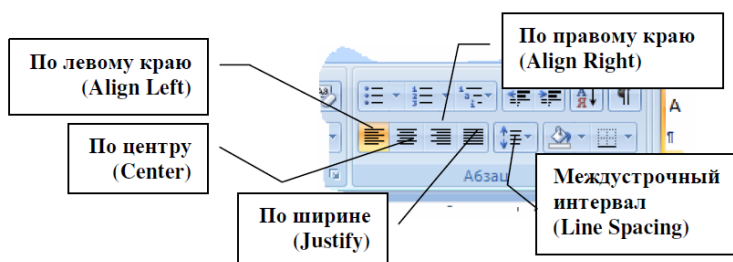 По левому краю
(Align Left)
По правому краю
(Align Right)
По центру
(Center)
По ширине
(Justify)
Междустрочный
интервал
(Line Spacing)
Абзац
А
Я
¶
А
¶